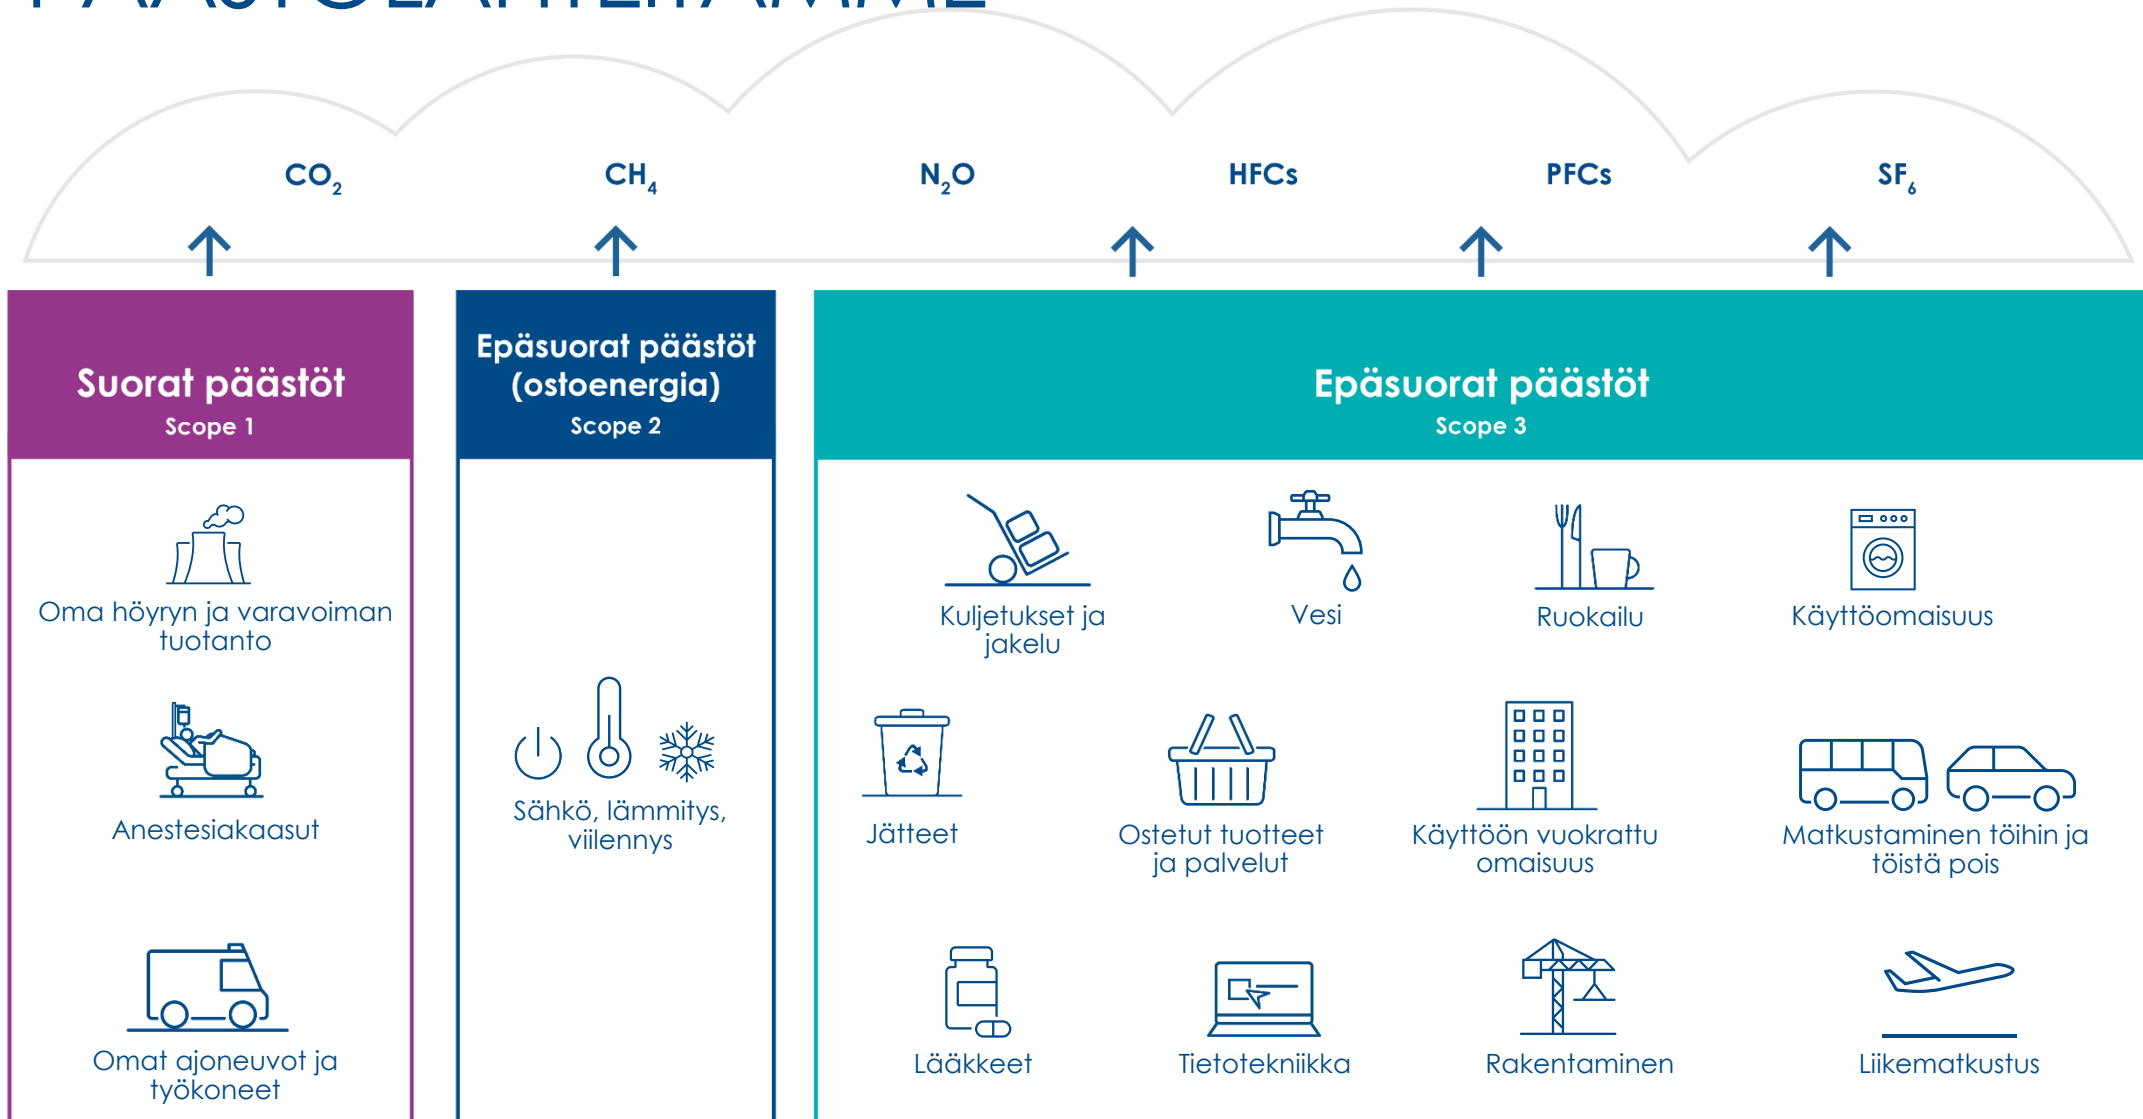 PÄÄSTÖLÄHTEITÄMME
CO₂
CH₄
N₂O
HFCs
PFCs
SF₆
Suorat päästöt
Scope 1
Oma höyryn ja varavoiman
tuotanto
Anestesiakaasut
Omat ajoneuvot ja
työkoneet
Epäsuorat päästöt
(ostoenergia)
Scope 2
Sähkö, lämmitys,
viilennys
Epäsuorat päästöt
Scope 3
Kuljetukset ja
jakelu
Vesi
Ruokailu
Käyttöomaisuus
Jätteet
Ostetut tuotteet
ja palvelut
Käyttöön vuokrattu
omaisuus
Matkustaminen töihin ja
töistä pois
Lääkkeet
Tietotekniikka
Rakentaminen
Liikematkustus